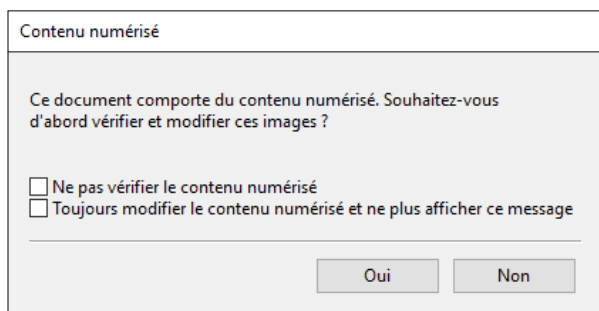 Contenu numérisé
Ce document comporte du contenu numérisé. Souhaitez-vous
d'abord vérifier et modifier ces images ?
Ne pas vérifier le contenu numérisé
Toujours modifier le contenu numérisé et ne plus afficher ce message
Oui Non